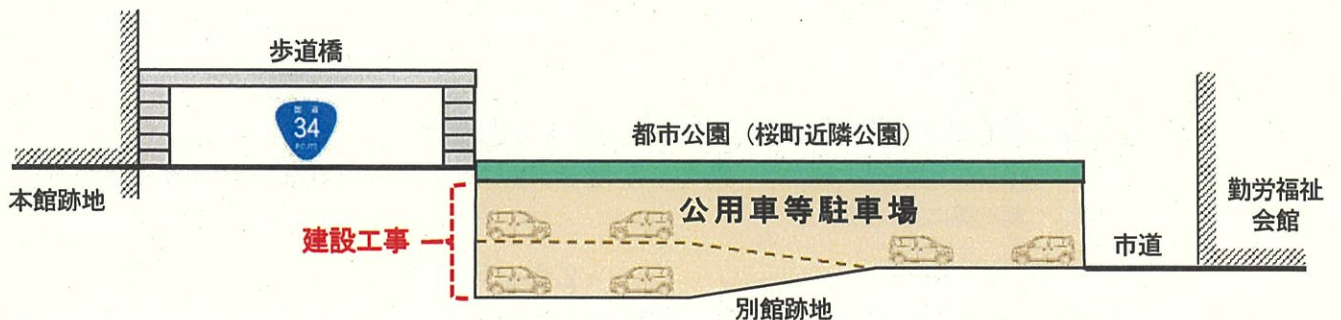 歩道橋
34
都市公園（桜町近隣公園）
本館跡地
公用車等駐車場
勤労福祉
会館
建設工事
市道
別館跡地